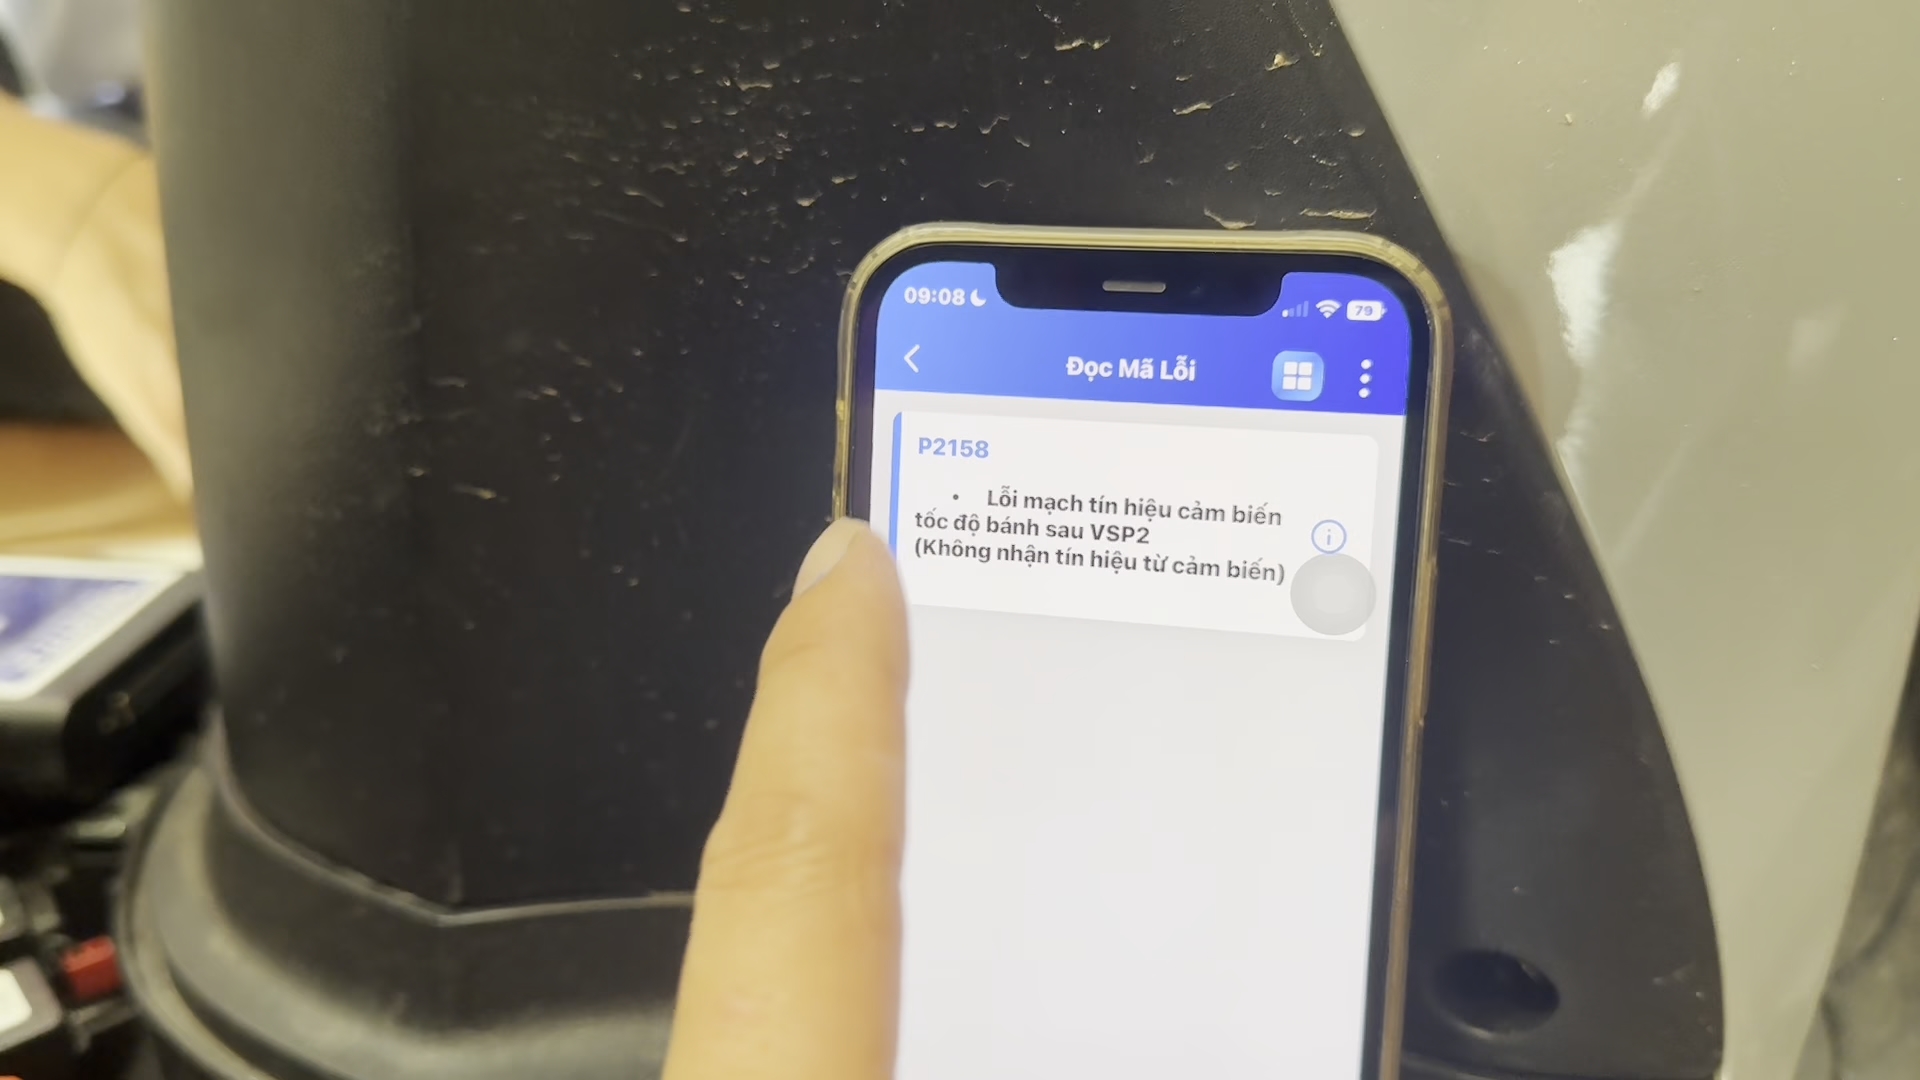 09:08
79
Đọc Mã Lỗi
P2158
• Lỗi mạch tín hiệu cảm biến
tốc độ bánh sau VSP2
(Không nhận tín hiệu từ cảm biến)